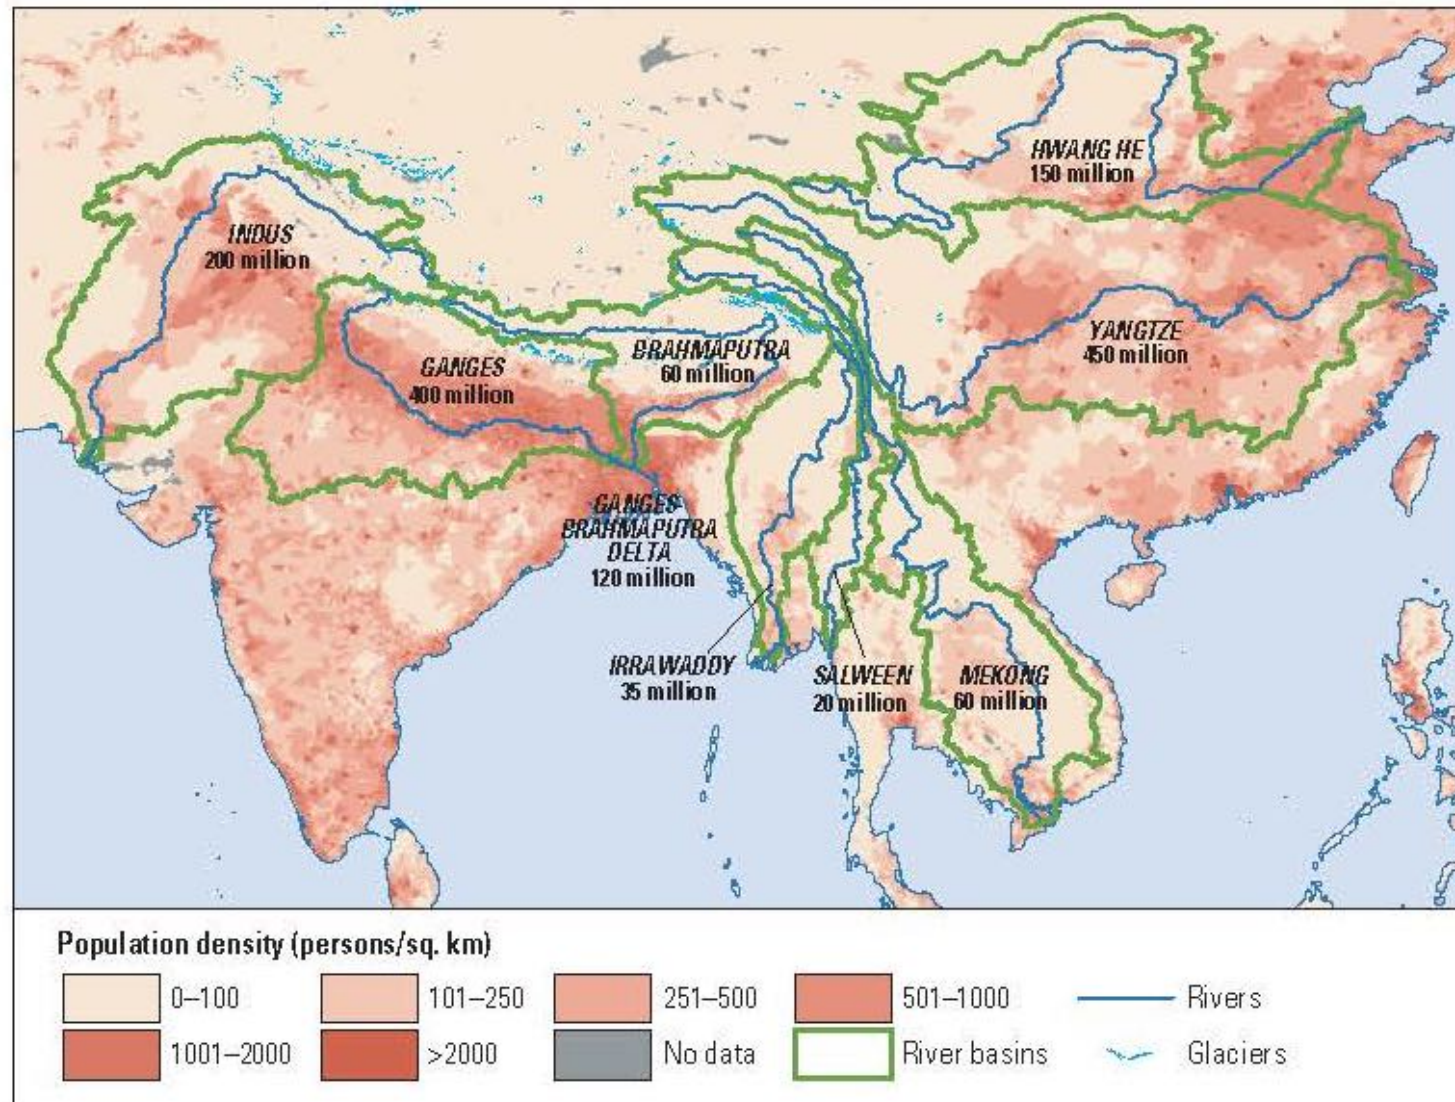 HWANG HE
150 million
INDUS
200 million
YANGTZE
450 million
BRAHMAPUTRA
60 million
GANGES
400 million
GANGES
BRAHMAPUTRA
DELTA
120 million
IRRAWADDY
35 million
SALWEEN
20 million
MEKONG
60 million
Population density (persons/sq. km)
0–100
101–250
251–500
501–1000
Rivers
1001–2000
>2000
No data
River basins
Glaciers